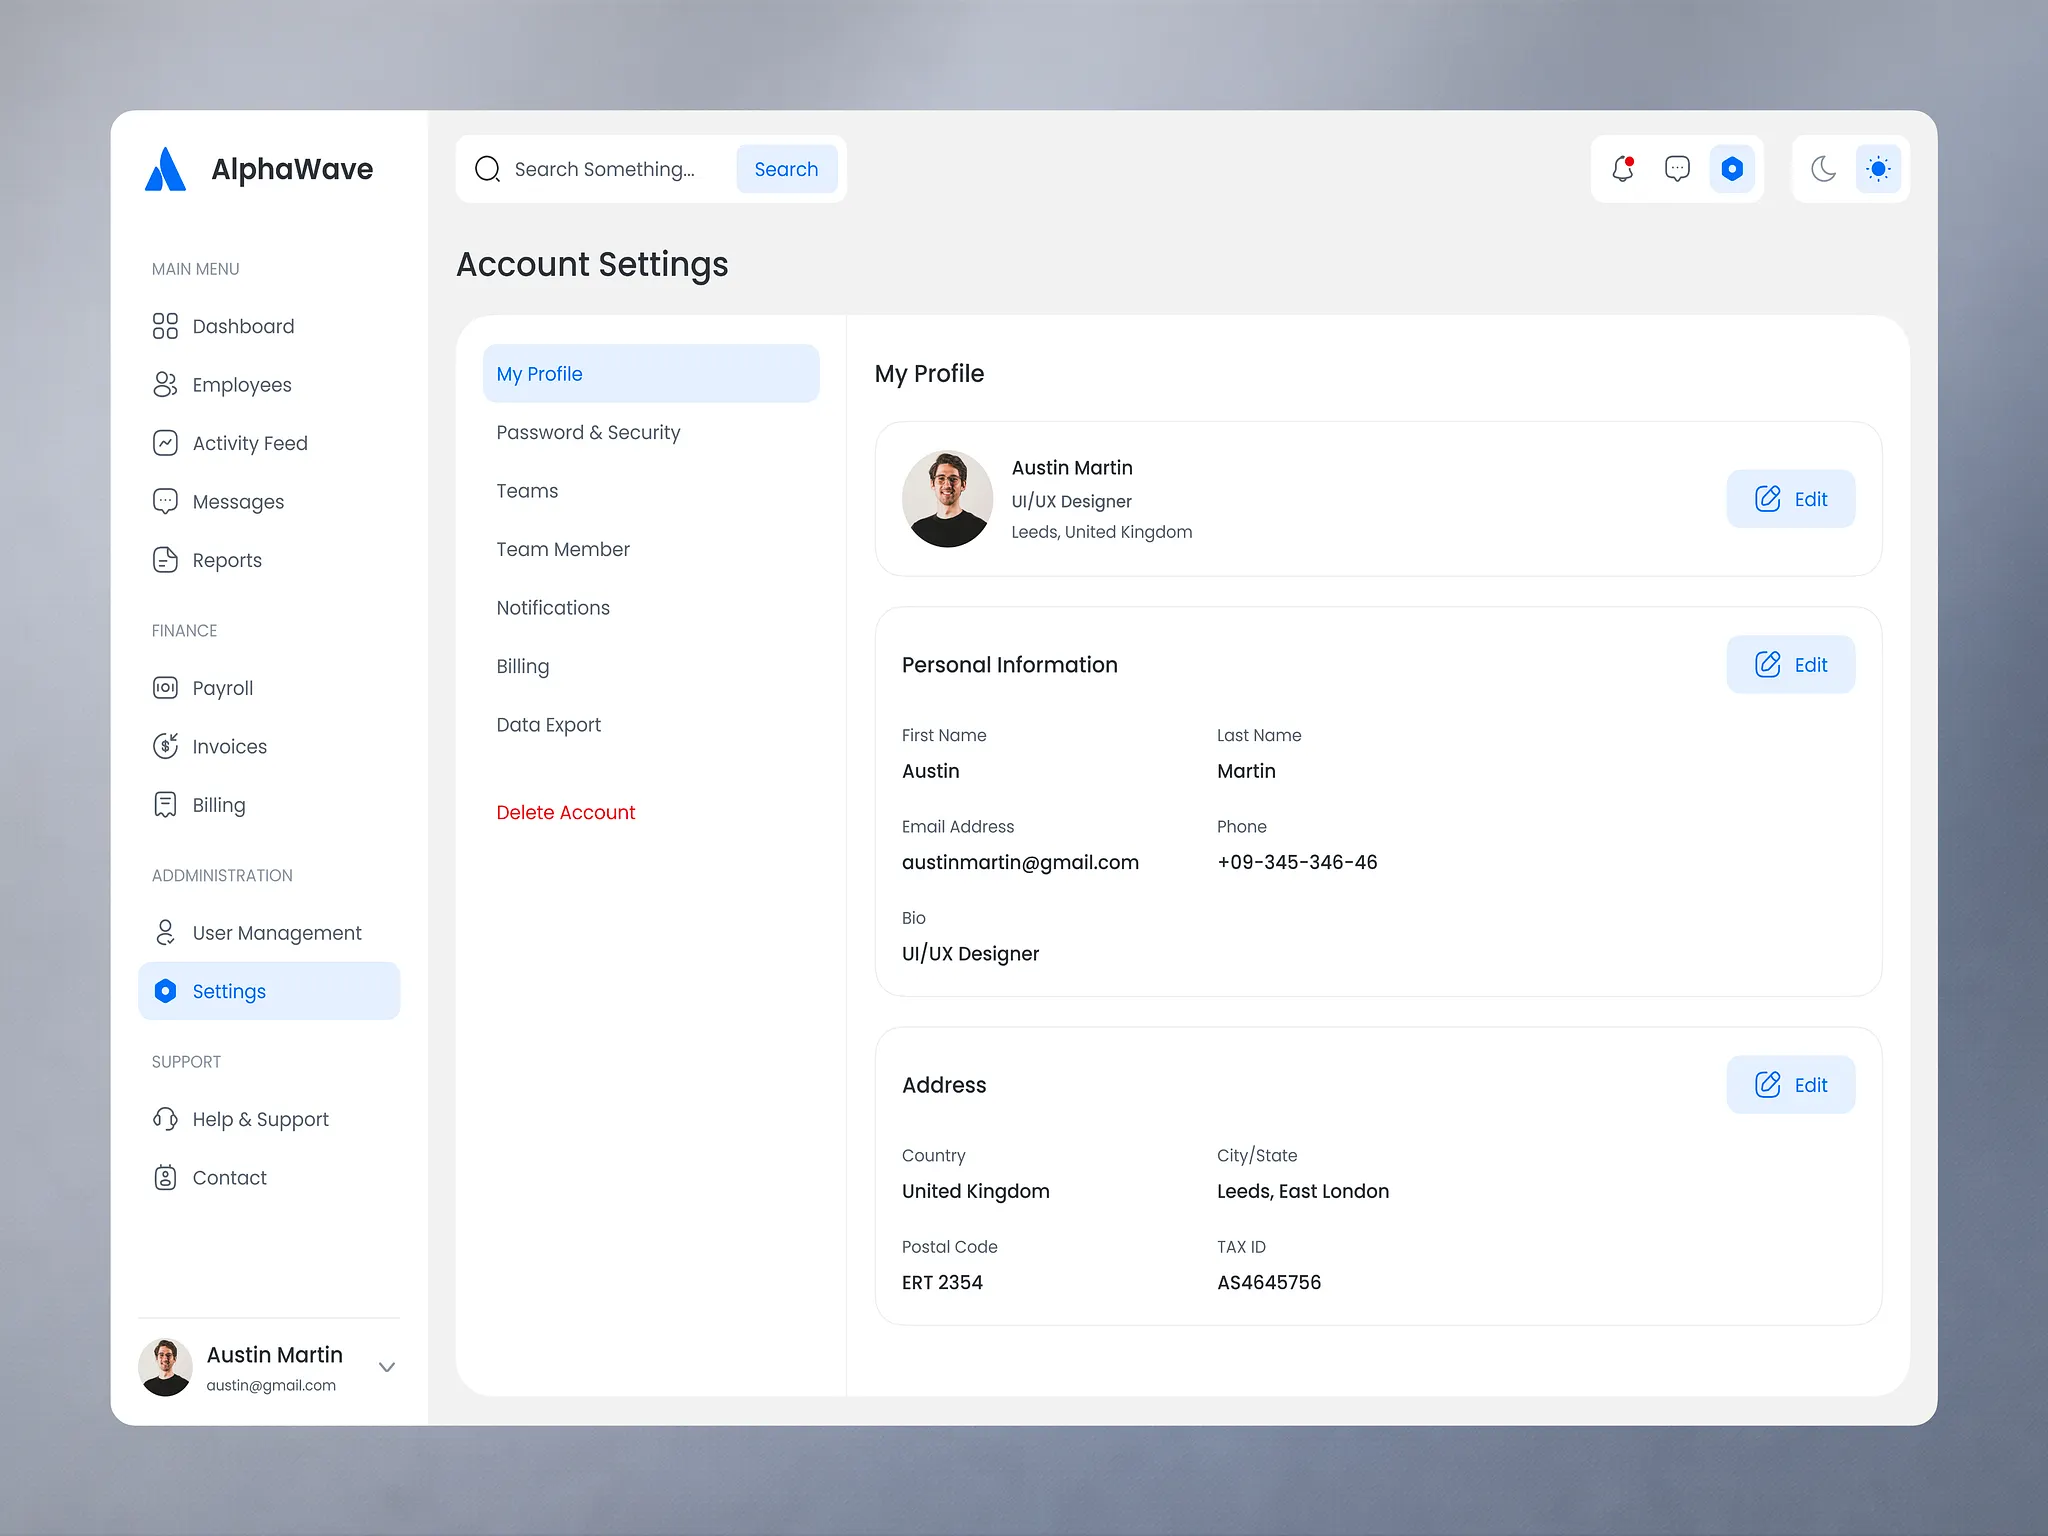 AlphaWave
MAIN MENU
Dashboard
Employees
Activity Feed
Messages
Reports
FINANCE
Payroll
Invoices
Billing
ADDMINISTRATION
User Management
Settings
SUPPORT
Help & Support
Contact
Austin Martin
austin@gmail.com
Search Something...
Search
Account Settings
My Profile
Password & Security
Teams
Team Member
Notifications
Billing
Data Export
Delete Account
My Profile
Austin Martin
UI/UX Designer
Leeds, United Kingdom
Edit
Personal Information
Edit
First Name
Last Name
Austin
Martin
Email Address
Phone
austinmartin@gmail.com
+09-345-346-46
Bio
UI/UX Designer
Address
Edit
Country
City/State
United Kingdom
Leeds, East London
Postal Code
TAX ID
ERT 2354
AS4645756